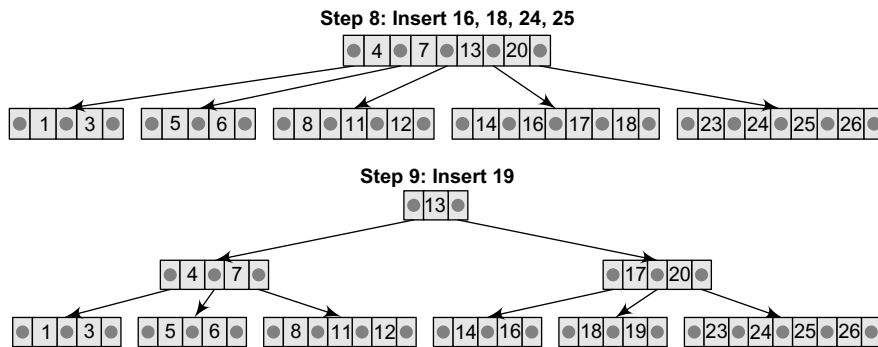 Step 8: Insert 16, 18, 24, 25
4 7 13 20
1 3 5 6 8 11 12 14 16 17 18 23 24 25 26
Step 9: Insert 19
13
4 7 17 20
1 3 5 6 8 11 12 14 16 18 19 23 24 25 26